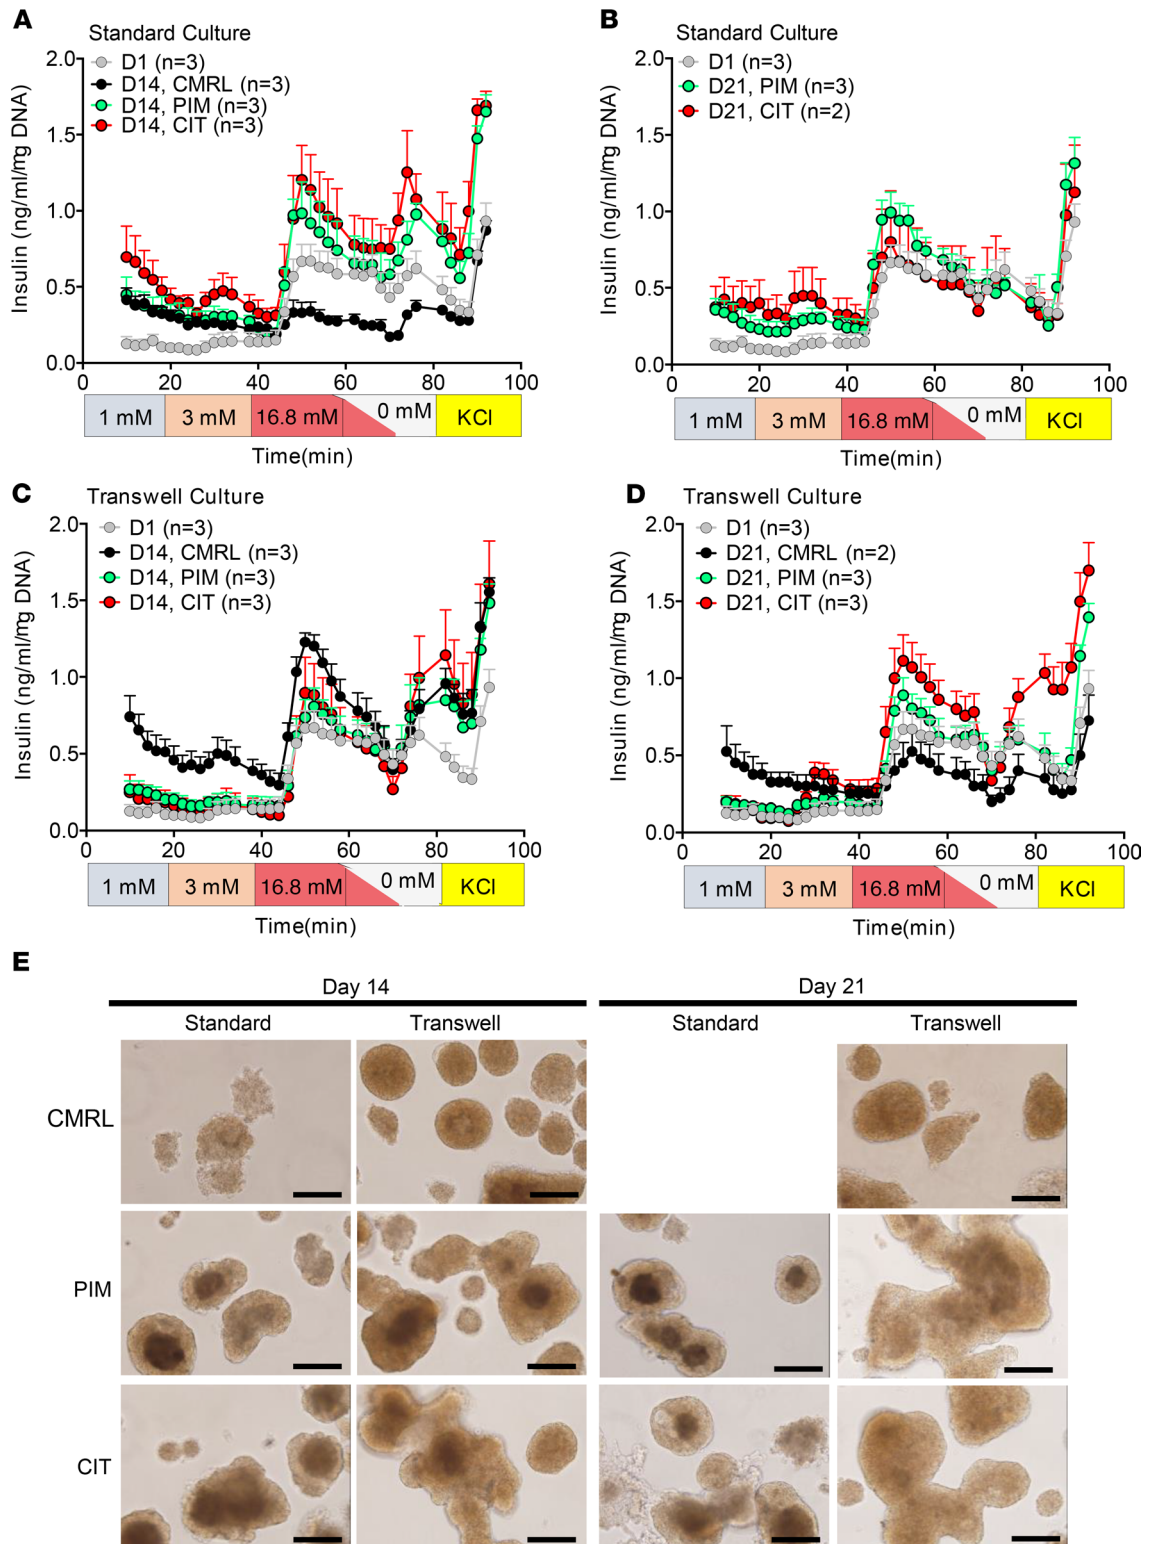 A
Standard Culture
D1 (n=3)
D14, CMRL (n=3)
D14, PIM (n=3)
D14, CIT (n=3)
Insulin (ng/ml/mg DNA)
2.0
1.5
1.0
0.5
0.0
0 20 40 60 80 100
1 mM 3 mM 16.8 mM 0 mM KCl
Time(min)
B
Standard Culture
D1 (n=3)
D21, PIM (n=3)
D21, CIT (n=2)
Insulin (ng/ml/mg DNA)
2.0
1.5
1.0
0.5
0.0
0 20 40 60 80 100
1 mM 3 mM 16.8 mM 0 mM KCl
Time(min)
C
Transwell Culture
D1 (n=3)
D14, CMRL (n=3)
D14, PIM (n=3)
D14, CIT (n=3)
Insulin (ng/ml/mg DNA)
2.0
1.5
1.0
0.5
0.0
0 20 40 60 80 100
1 mM 3 mM 16.8 mM 0 mM KCl
Time(min)
D
Transwell Culture
D1 (n=3)
D21, CMRL (n=2)
D21, PIM (n=3)
D21, CIT (n=3)
Insulin (ng/ml/mg DNA)
2.0
1.5
1.0
0.5
0.0
0 20 40 60 80 100
1 mM 3 mM 16.8 mM 0 mM KCl
Time(min)
E
Day 14 Day 21
Standard Transwell Standard Transwell
CMRL
PIM
CIT